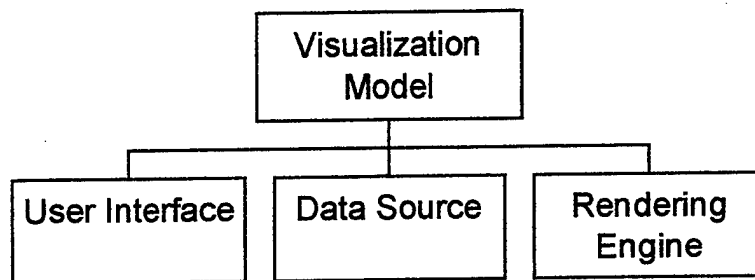 Visualization
Model
User Interface
Data Source
Rendering
Engine